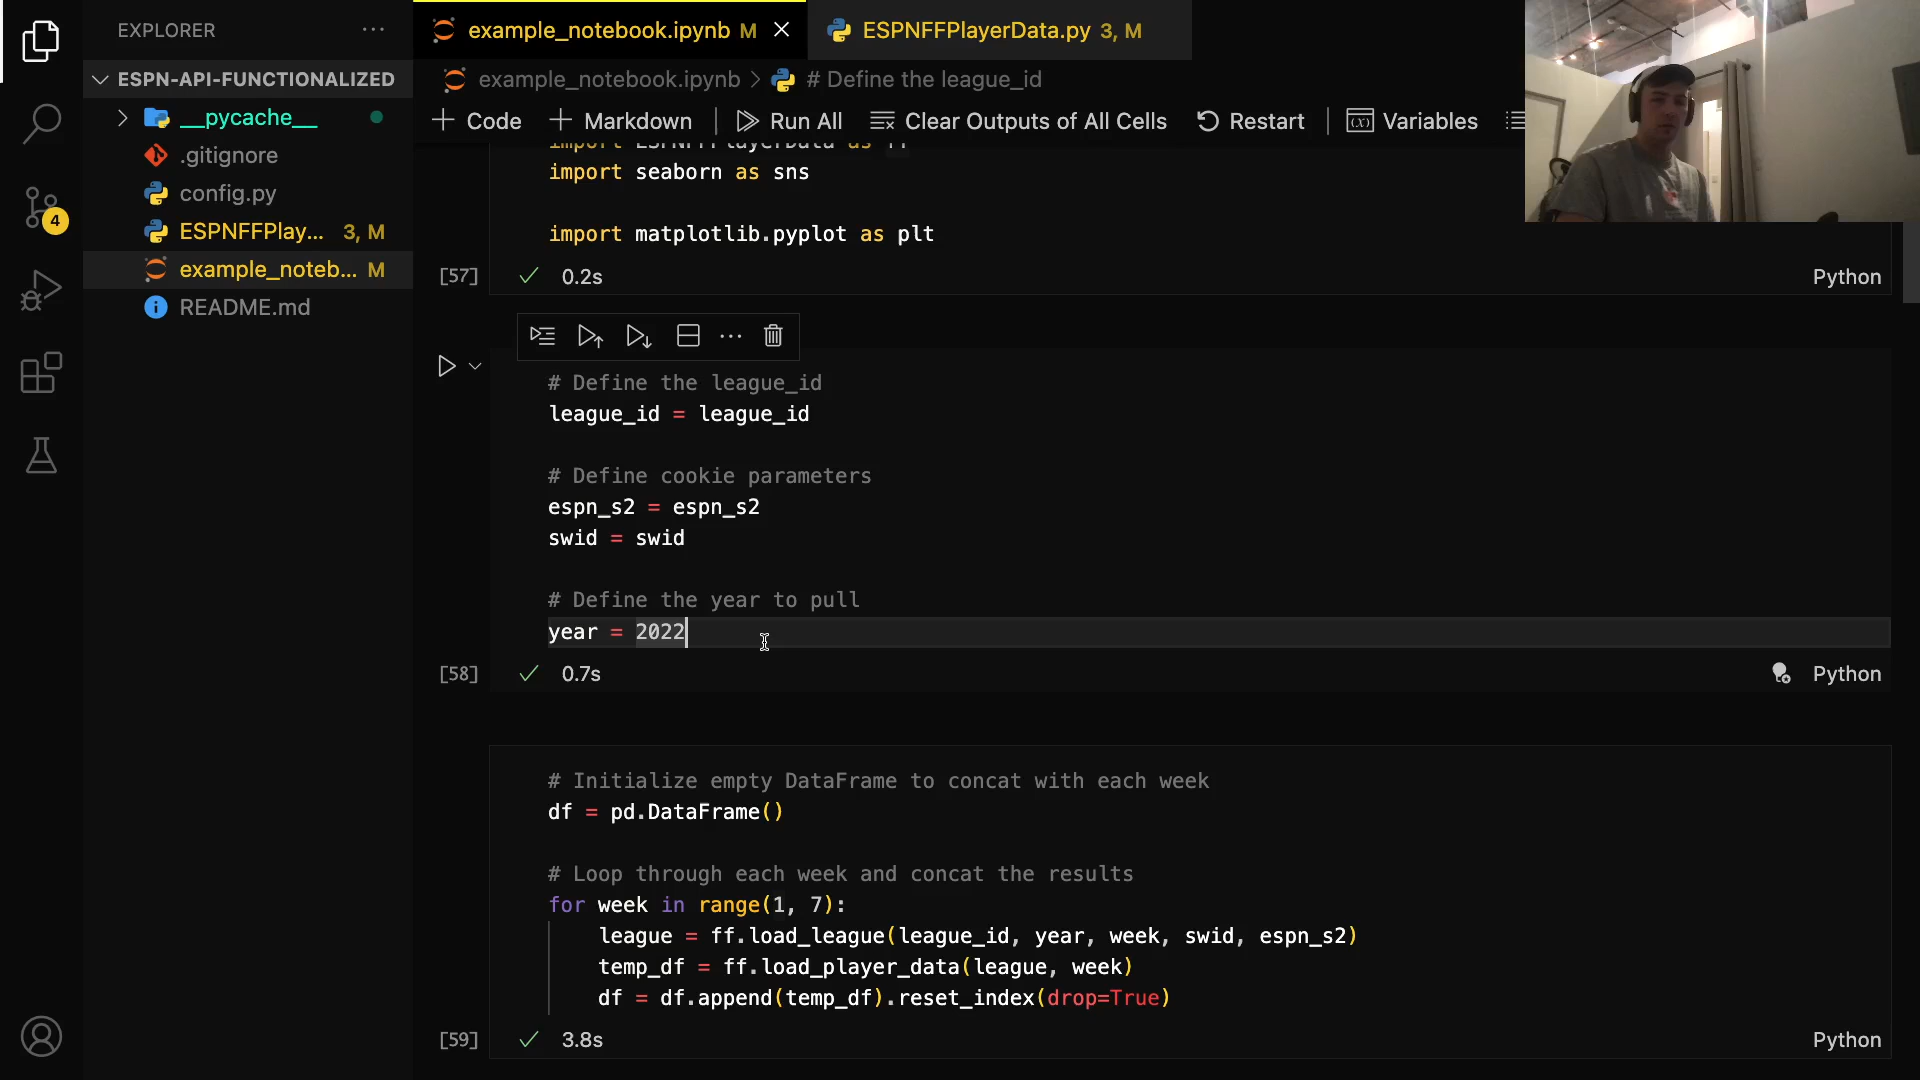 EXPLORER
example_notebook.ipynb M
ESPNFFPlayerData.py 3, M
ESPN-API-FUNCTIONALIZED
example_notebook.ipynb > # Define the league_id
__pycache__
Code
Markdown
Run All
Clear Outputs of All Cells
Restart
Variables
.gitignore
config.py
ESPNFFPlay... 3, M
example_noteb... M
README.md
4
import ESPNFFPlayerData as ff
import seaborn as sns
import matplotlib.pyplot as plt
[57] 0.2s Python
# Define the league_id
league_id = league_id
# Define cookie parameters
espn_s2 = espn_s2
swid = swid
# Define the year to pull
year = 2022
[58] 0.7s Python
# Initialize empty DataFrame to concat with each week
df = pd.DataFrame()
# Loop through each week and concat the results
for week in range(1, 7):
league = ff.load_league(league_id, year, week, swid, espn_s2)
temp_df = ff.load_player_data(league, week)
df = df.append(temp_df).reset_index(drop=True)
[59] 3.8s Python